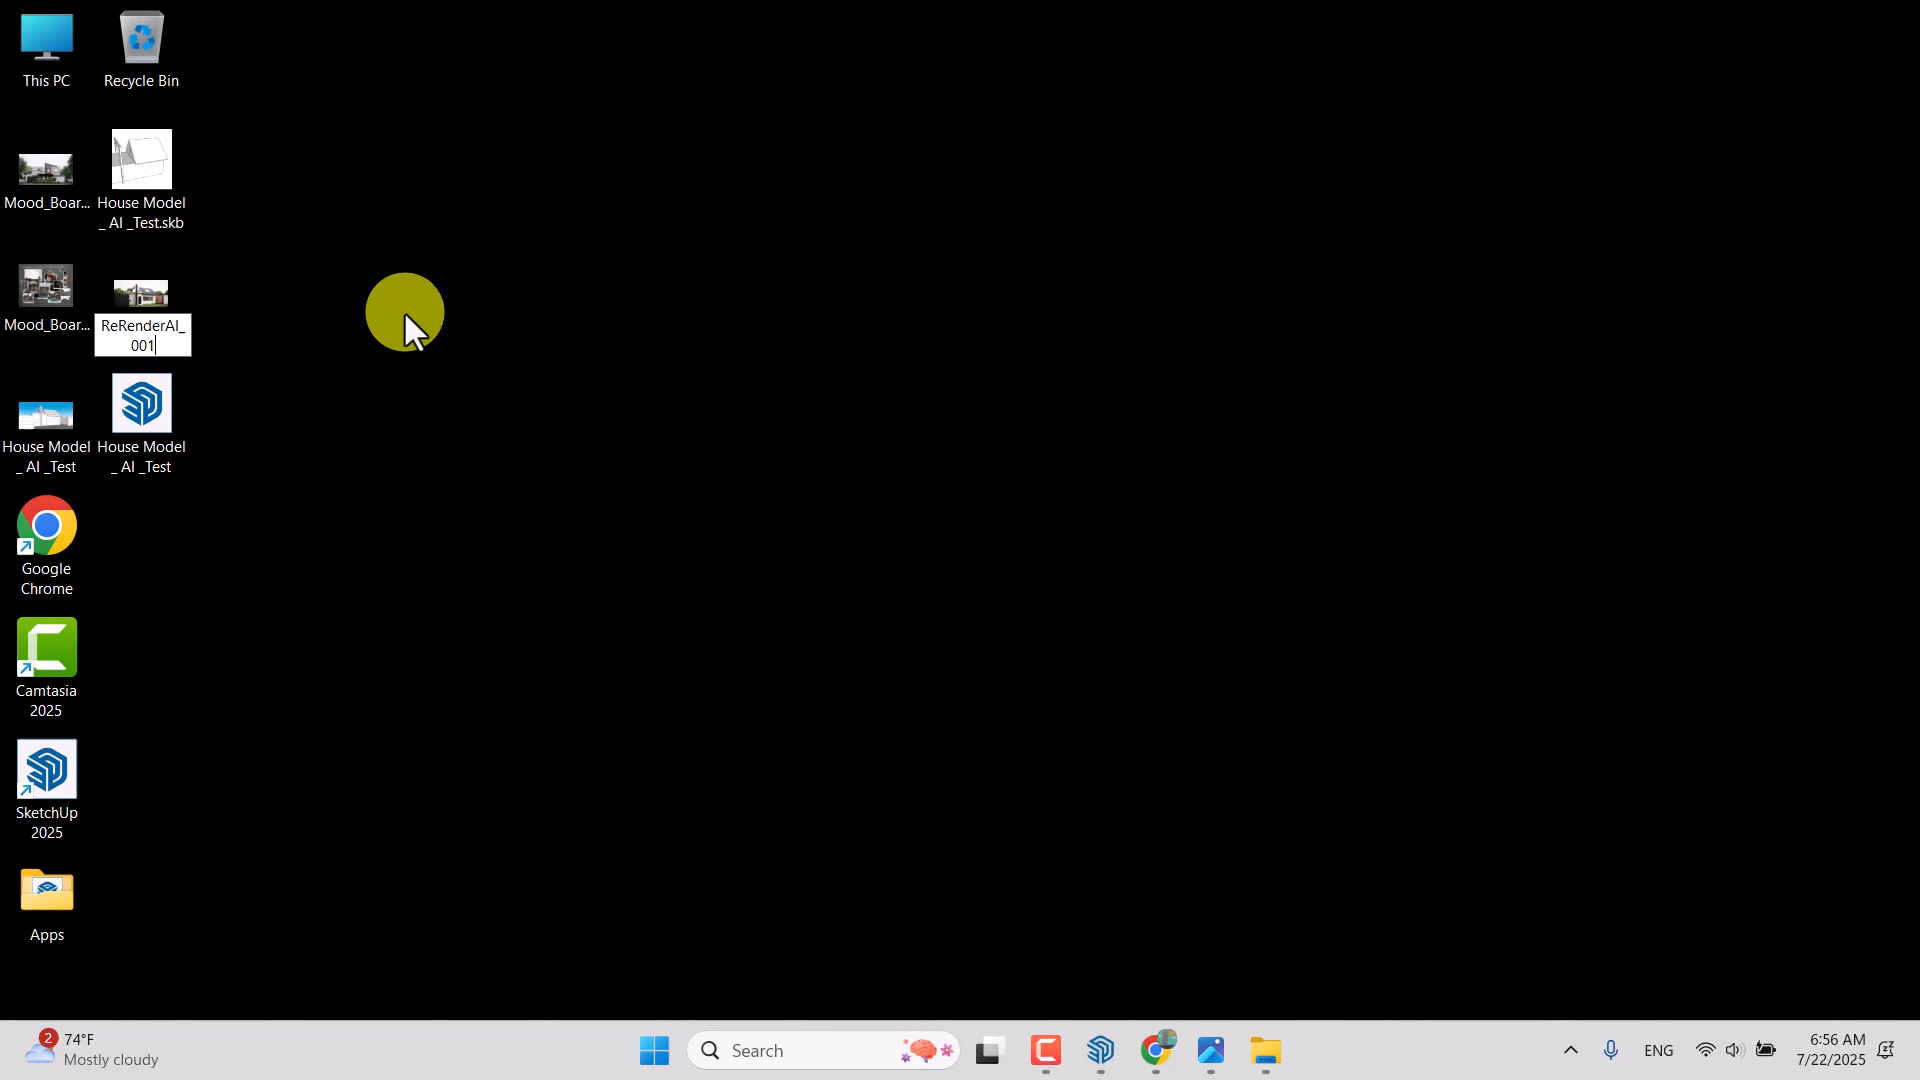 This PC
Recycle Bin
Mood_Boar...
House Model
_ AI _Test.skb
Mood_Boar...
ReRenderAI_
001
House Model
_ AI _Test
House Model
_ AI _Test
Google
Chrome
Camtasia
2025
SketchUp
2025
Apps
2
74°F
Mostly cloudy
Search
ENG
6:56 AM
7/22/2025